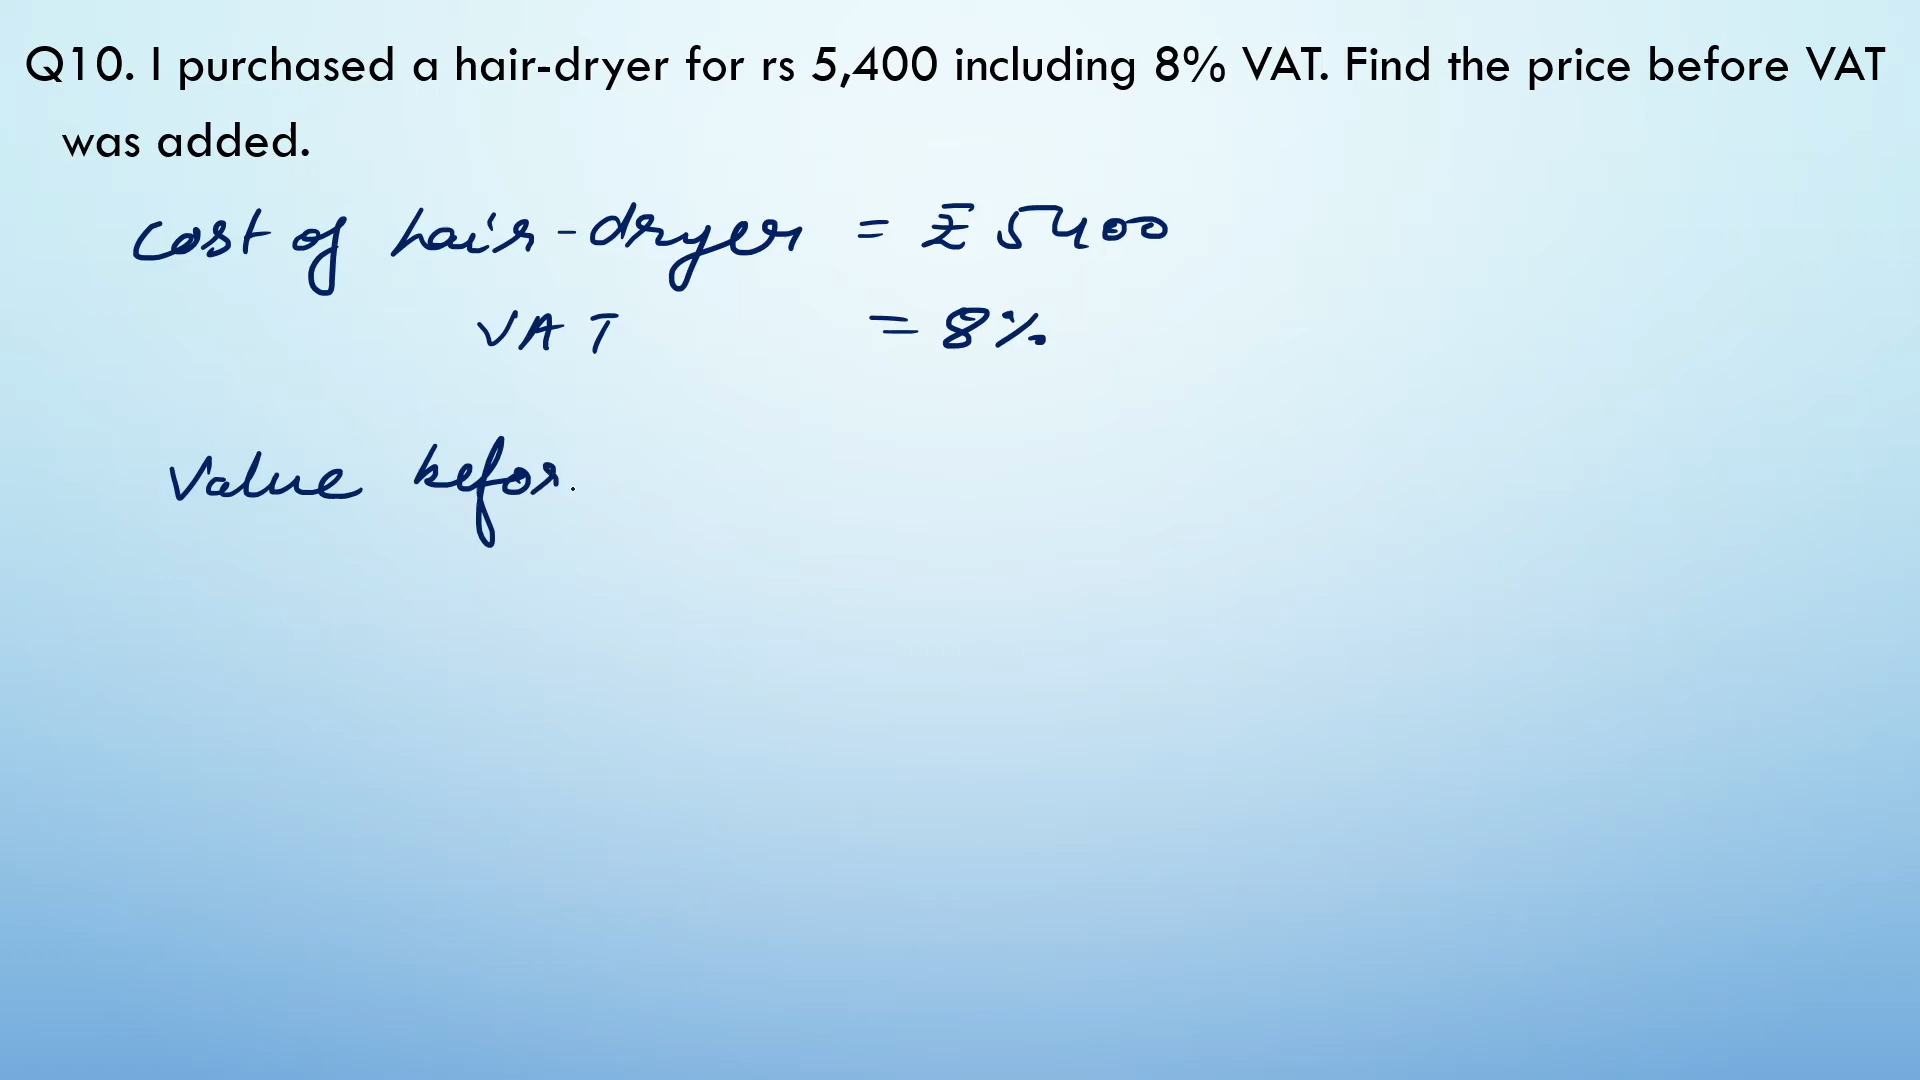 Q10. I purchased a hair-dryer for rs 5,400 including 8% VAT. Find the price before VAT
was added.
Cost of hair-dryer = ₹ 5400
VAT = 8%
Value befor